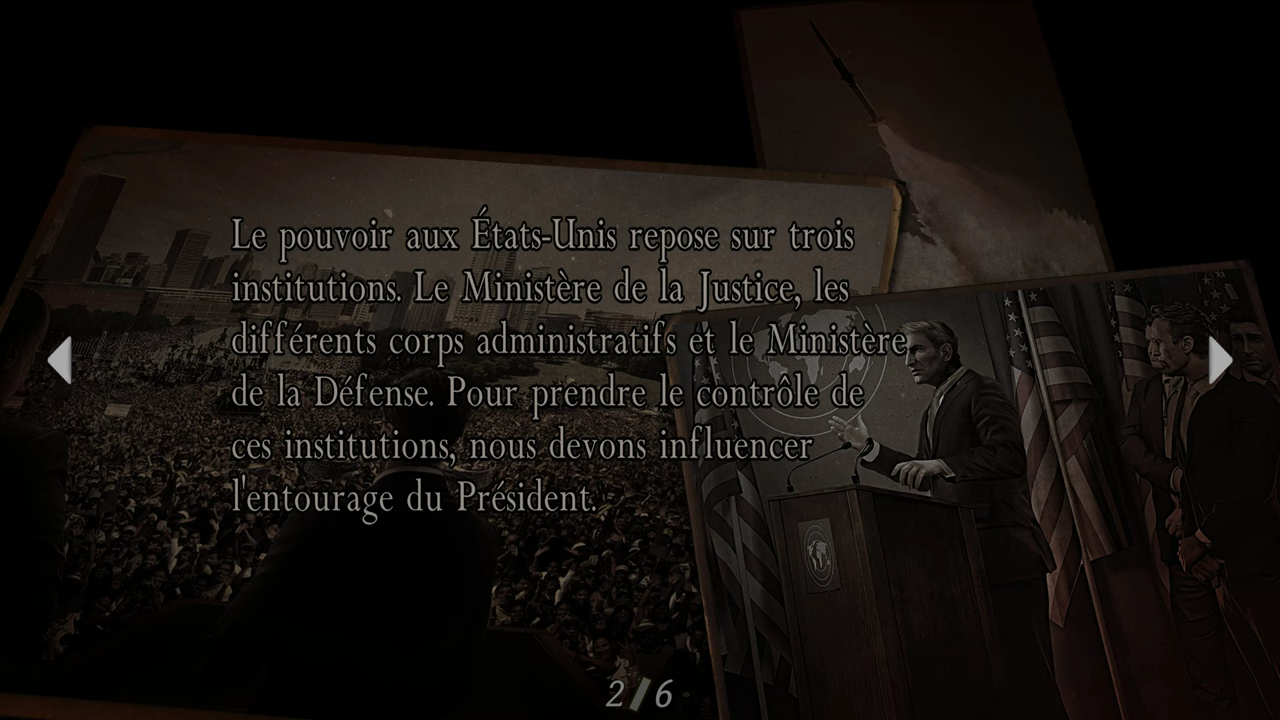 Le pouvoir aux États-Unis repose sur trois
institutions. Le Ministère de la Justice, les
différents corps administratifs et le Ministère
de la Défense. Pour prendre le contrôle de
ces institutions, nous devons influencer
l'entourage du Président.
2/6